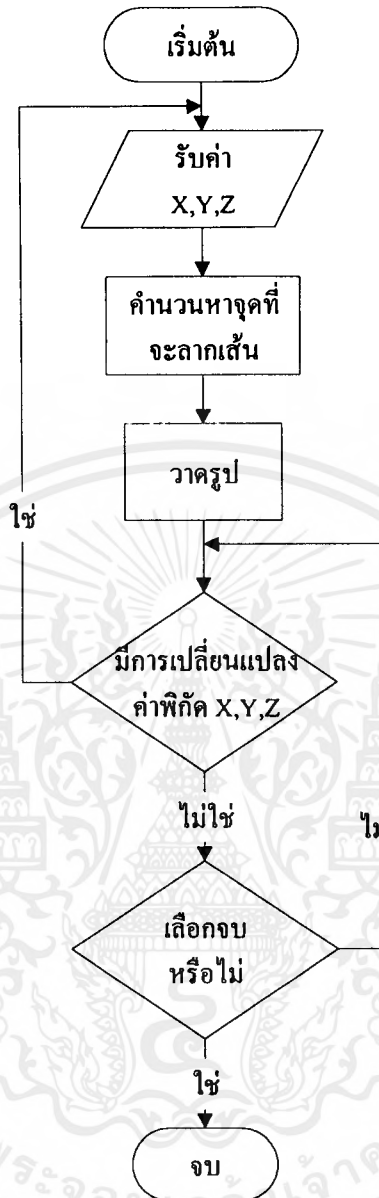 เริ่มต้น
รับค่า
X,Y,Z
คำนวนหาจุดที่
จะลากเส้น
วาดรูป
ใช่
มีการเปลี่ยนแปลง
ค่าพิกัด X,Y,Z
ไม่ใช่
เลือกจบ
หรือไม่
ใช่
จบ